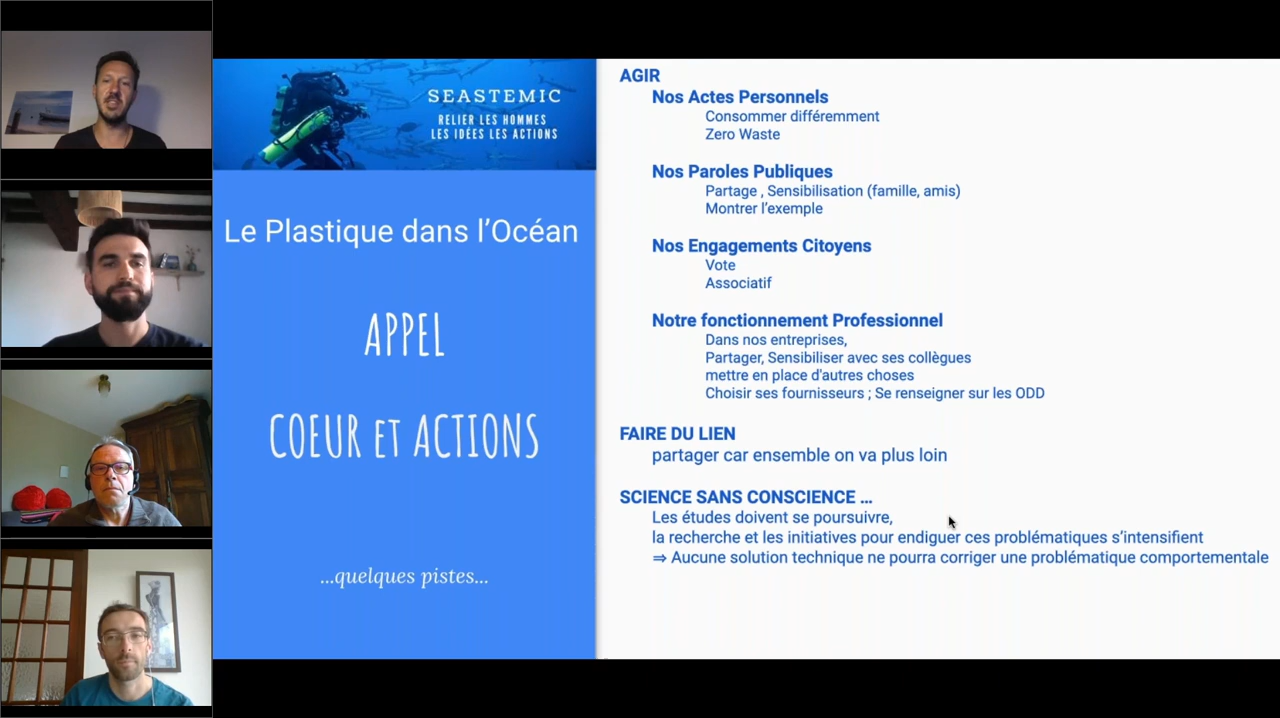 SEASTEMIC
RELIER LES HOMMES
LES IDÉES LES ACTIONS
Le Plastique dans l'Océan
APPEL
COEUR ET ACTIONS
...quelques pistes...
AGIR
Nos Actes Personnels
Consommer différemment
Zero Waste
Nos Paroles Publiques
Partage , Sensibilisation (famille, amis)
Montrer l'exemple
Nos Engagements Citoyens
Vote
Associatif
Notre fonctionnement Professionnel
Dans nos entreprises,
Partager, Sensibiliser avec ses collègues
mettre en place d'autres choses
Choisir ses fournisseurs ; Se renseigner sur les ODD
FAIRE DU LIEN
partager car ensemble on va plus loin
SCIENCE SANS CONSCIENCE ...
Les études doivent se poursuivre,
la recherche et les initiatives pour endiguer ces problématiques s'intensifient
⇒ Aucune solution technique ne pourra corriger une problématique comportementale